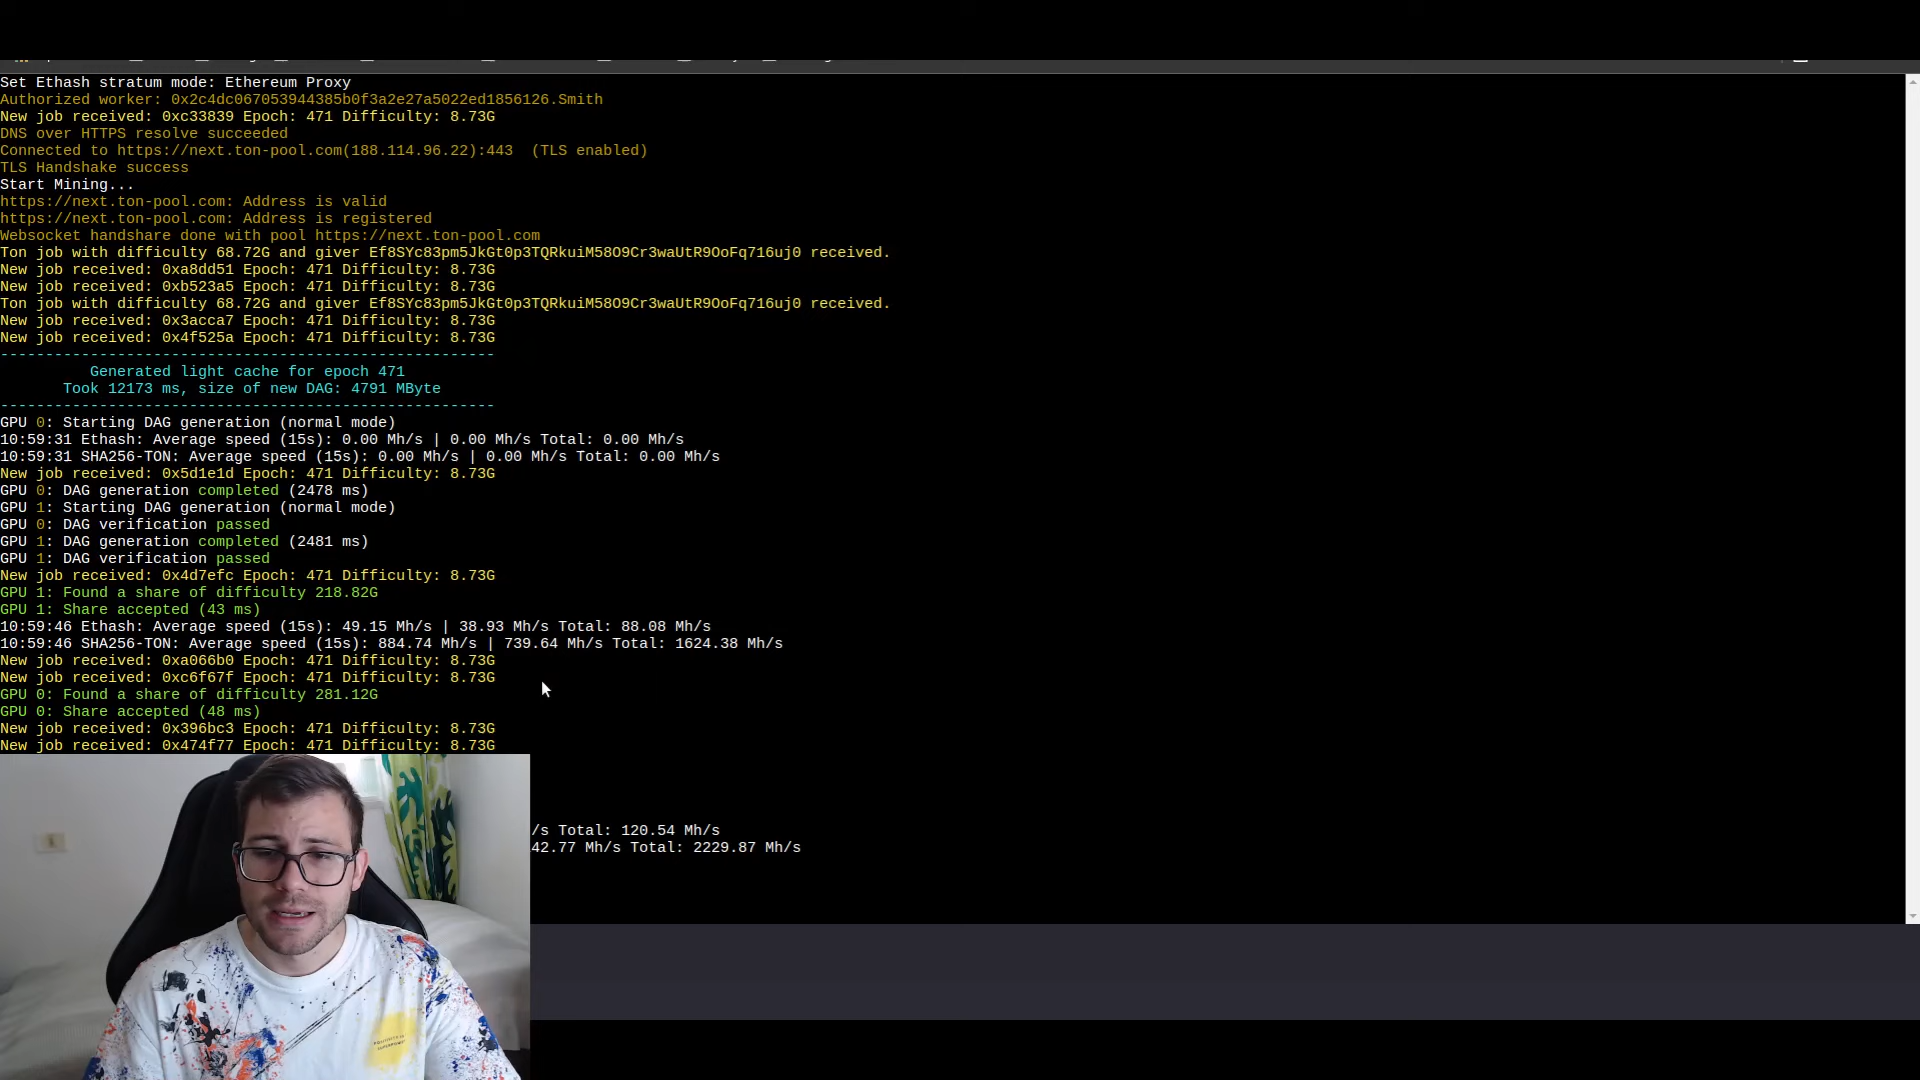 Set Ethash stratum mode: Ethereum Proxy
Authorized worker: 0x2c4dc067053944385b0f3a2e27a5022ed1856126.Smith
New job received: 0xc33839 Epoch: 471 Difficulty: 8.73G
DNS over HTTPS resolve succeeded
Connected to https://next.ton-pool.com(188.114.96.22):443  (TLS enabled)
TLS Handshake success
Start Mining...
https://next.ton-pool.com: Address is valid
https://next.ton-pool.com: Address is registered
Websocket handshare done with pool https://next.ton-pool.com
Ton job with difficulty 68.72G and giver Ef8SYc83pm5JkGt0p3TQRkuiM58O9Cr3waUtR9OoFq716uj0 received.
New job received: 0xa8dd51 Epoch: 471 Difficulty: 8.73G
New job received: 0xb523a5 Epoch: 471 Difficulty: 8.73G
Ton job with difficulty 68.72G and giver Ef8SYc83pm5JkGt0p3TQRkuiM58O9Cr3waUtR9OoFq716uj0 received.
New job received: 0x3acca7 Epoch: 471 Difficulty: 8.73G
New job received: 0x4f525a Epoch: 471 Difficulty: 8.73G
-------------------------------------------------------
Generated light cache for epoch 471
Took 12173 ms, size of new DAG: 4791 MByte
-------------------------------------------------------
GPU 0: Starting DAG generation (normal mode)
10:59:31 Ethash: Average speed (15s): 0.00 Mh/s | 0.00 Mh/s Total: 0.00 Mh/s
10:59:31 SHA256-TON: Average speed (15s): 0.00 Mh/s | 0.00 Mh/s Total: 0.00 Mh/s
New job received: 0x5d1e1d Epoch: 471 Difficulty: 8.73G
GPU 0: DAG generation completed (2478 ms)
GPU 1: Starting DAG generation (normal mode)
GPU 0: DAG verification passed
GPU 1: DAG generation completed (2481 ms)
GPU 1: DAG verification passed
New job received: 0x4d7efc Epoch: 471 Difficulty: 8.73G
GPU 1: Found a share of difficulty 218.82G
GPU 1: Share accepted (43 ms)
10:59:46 Ethash: Average speed (15s): 49.15 Mh/s | 38.93 Mh/s Total: 88.08 Mh/s
10:59:46 SHA256-TON: Average speed (15s): 884.74 Mh/s | 739.64 Mh/s Total: 1624.38 Mh/s
New job received: 0xa066b0 Epoch: 471 Difficulty: 8.73G
New job received: 0xc6f67f Epoch: 471 Difficulty: 8.73G
GPU 0: Found a share of difficulty 281.12G
GPU 0: Share accepted (48 ms)
New job received: 0x396bc3 Epoch: 471 Difficulty: 8.73G
New job received: 0x474f77 Epoch: 471 Difficulty: 8.73G
/s Total: 120.54 Mh/s
42.77 Mh/s Total: 2229.87 Mh/s